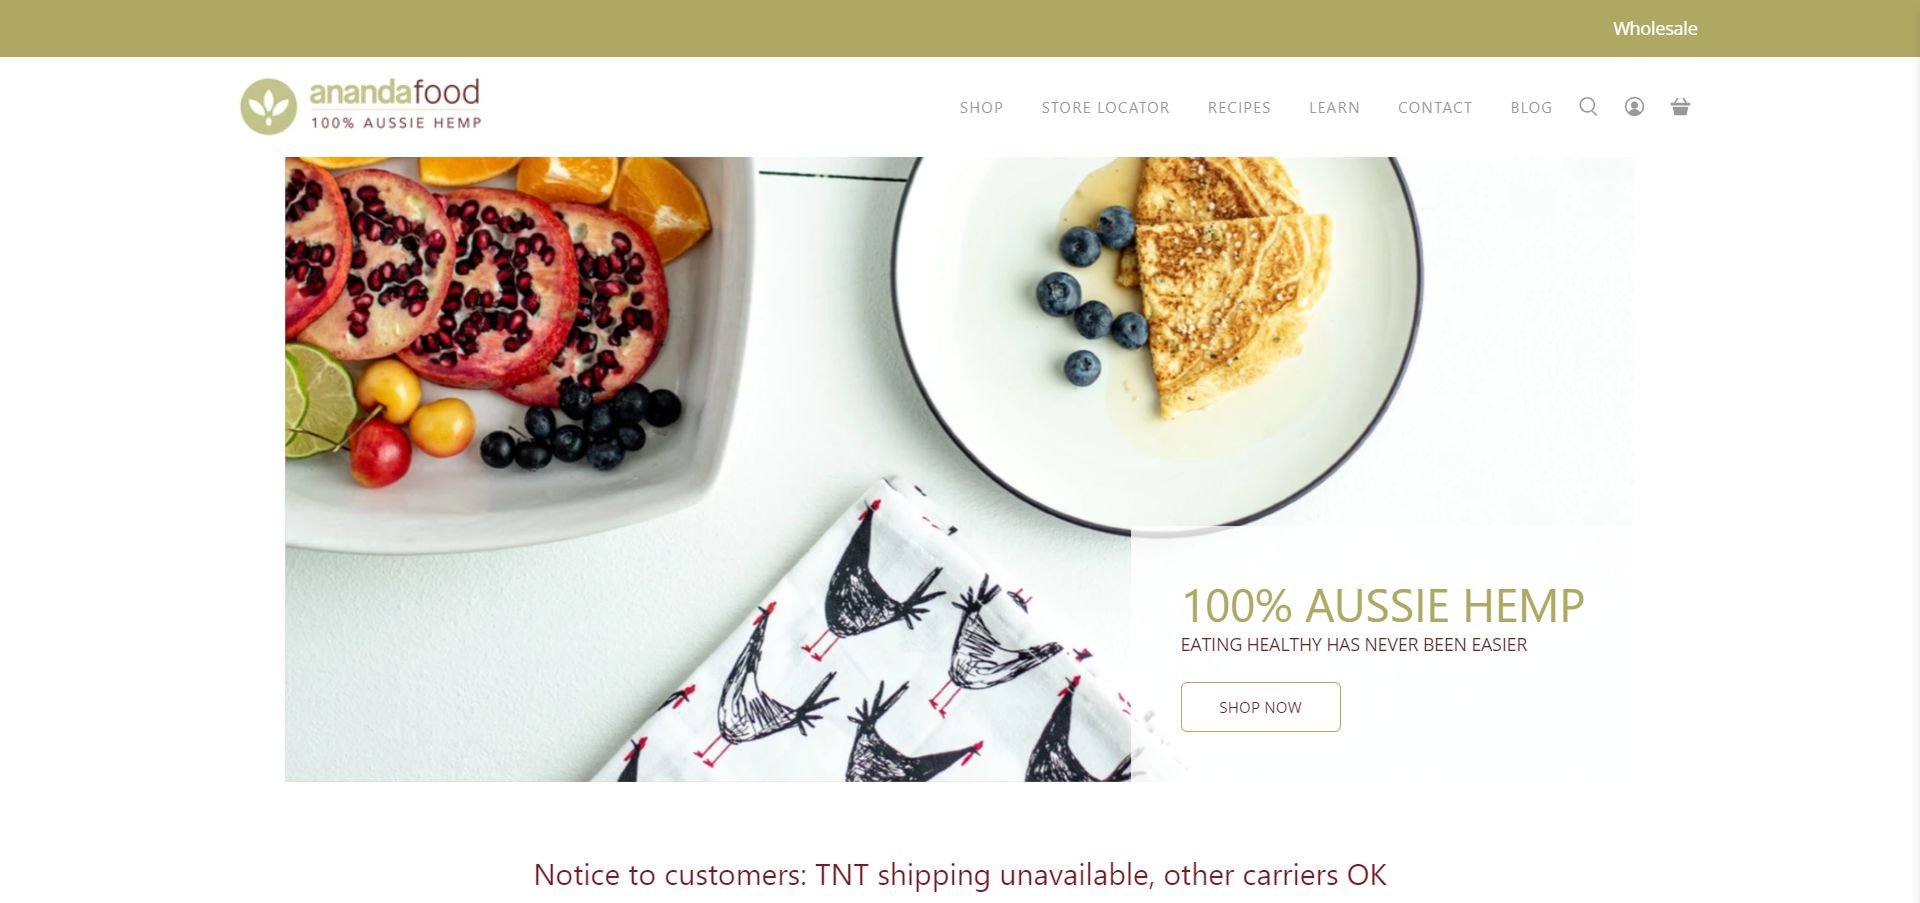 Wholesale
anandafood
100% AUSSIE HEMP
SHOP
STORE LOCATOR
RECIPES
LEARN
CONTACT
BLOG
100% AUSSIE HEMP
EATING HEALTHY HAS NEVER BEEN EASIER
SHOP NOW
Notice to customers: TNT shipping unavailable, other carriers OK